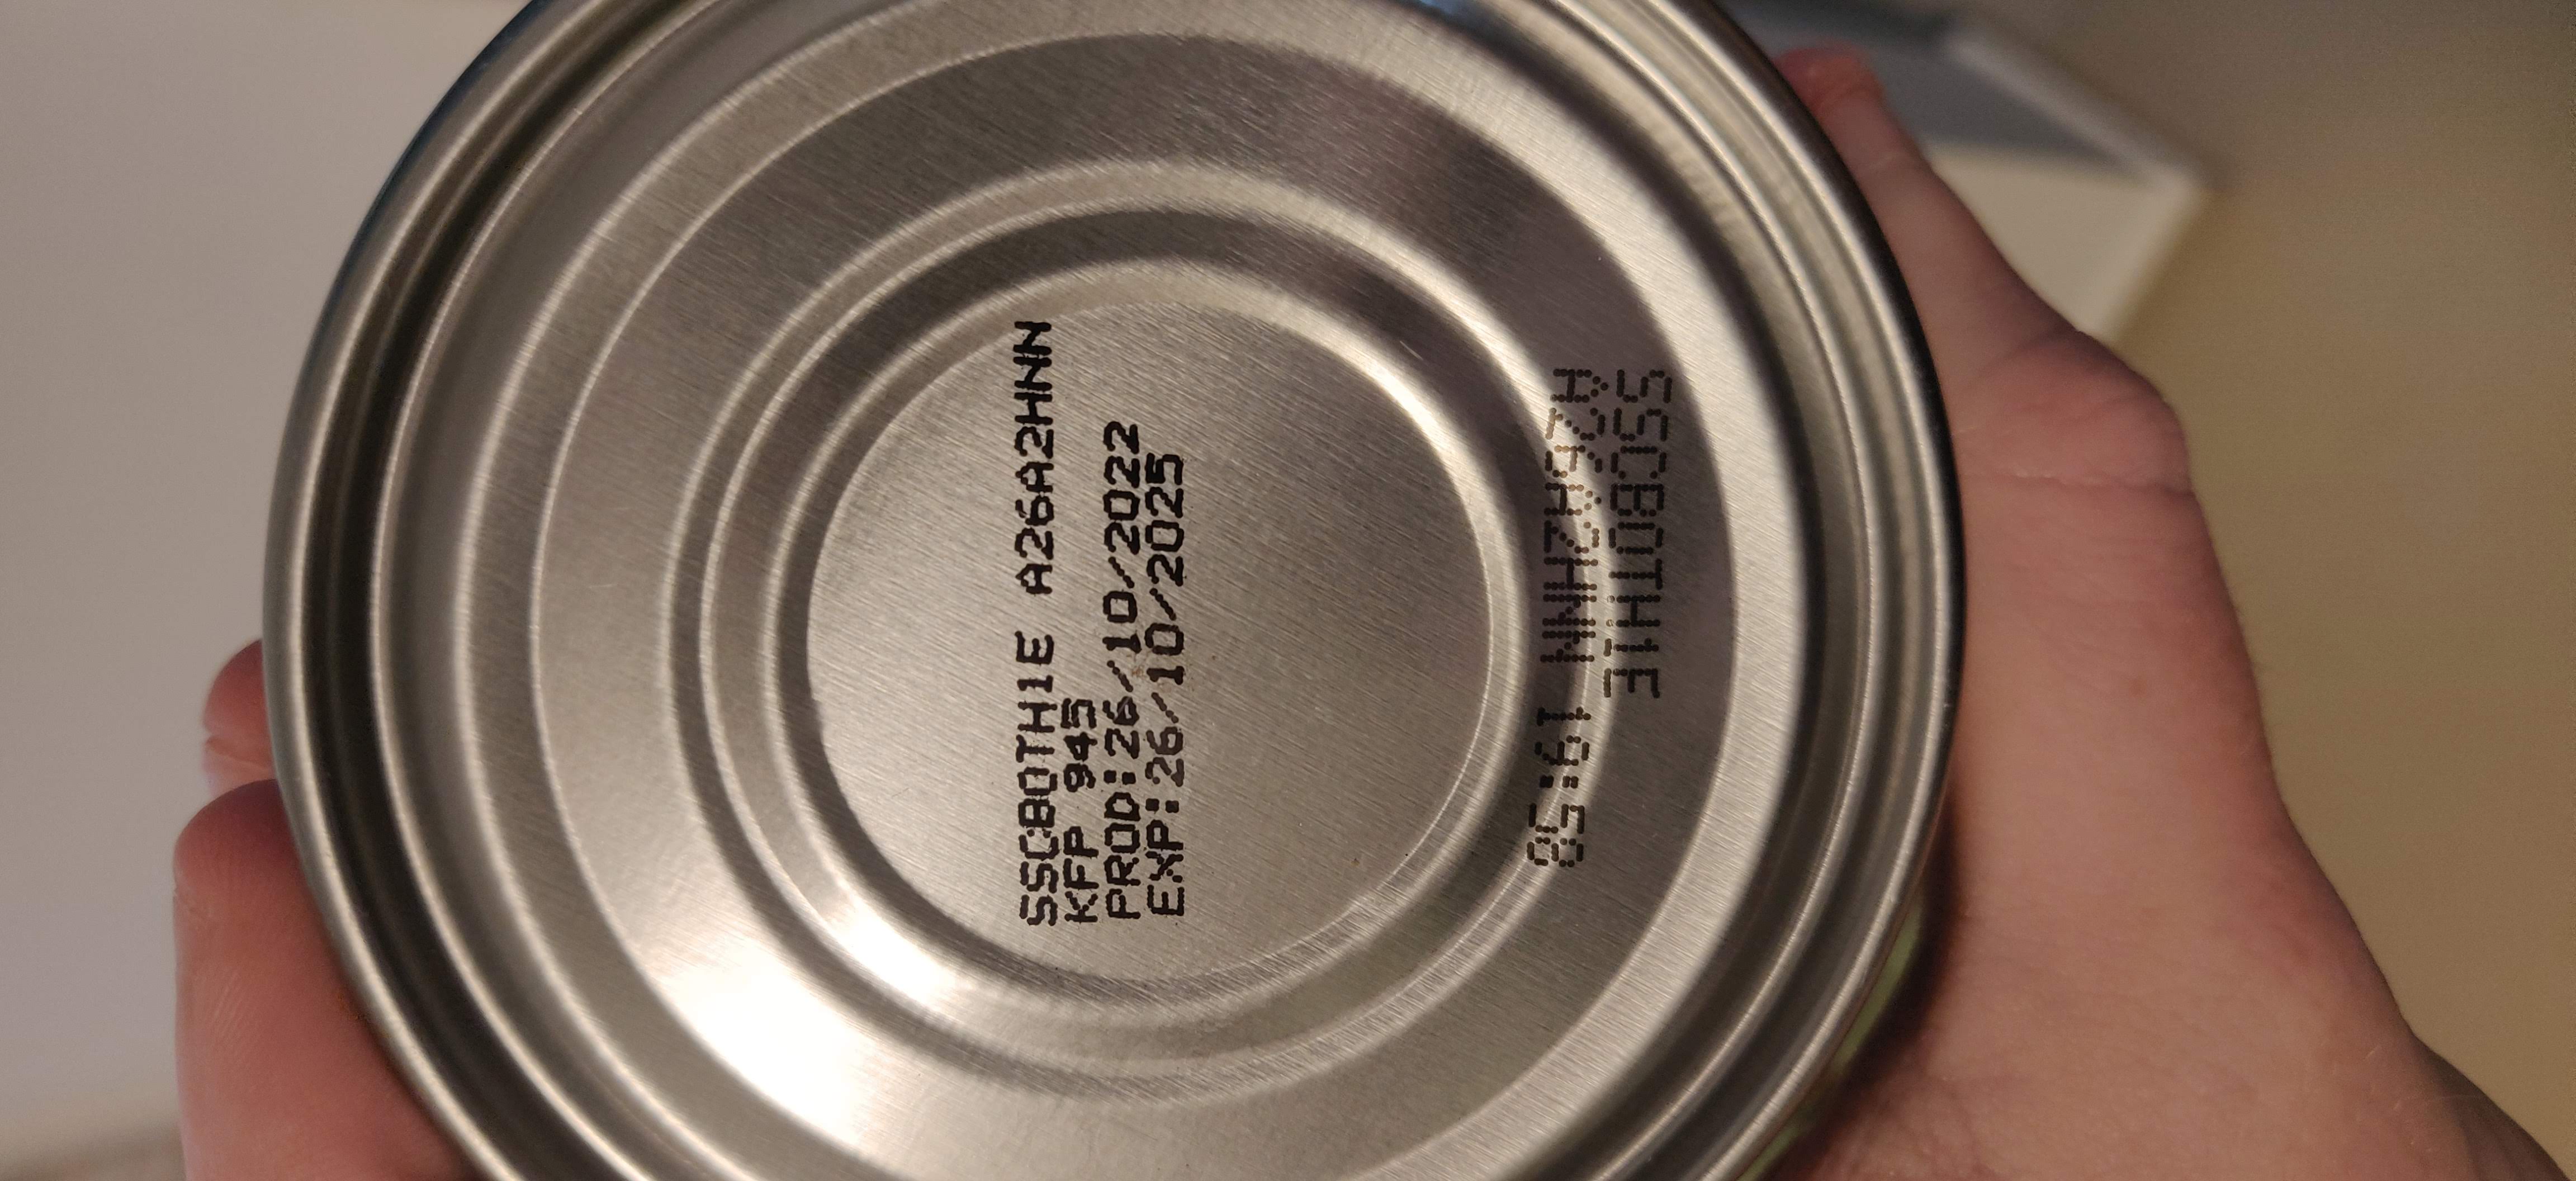 SSCBOTH1E A26A2HNN
KFP 945
PROD:26/10/2022
EXP:26/10/2025
SSCBOTH1E
A26A2HNN 19:58